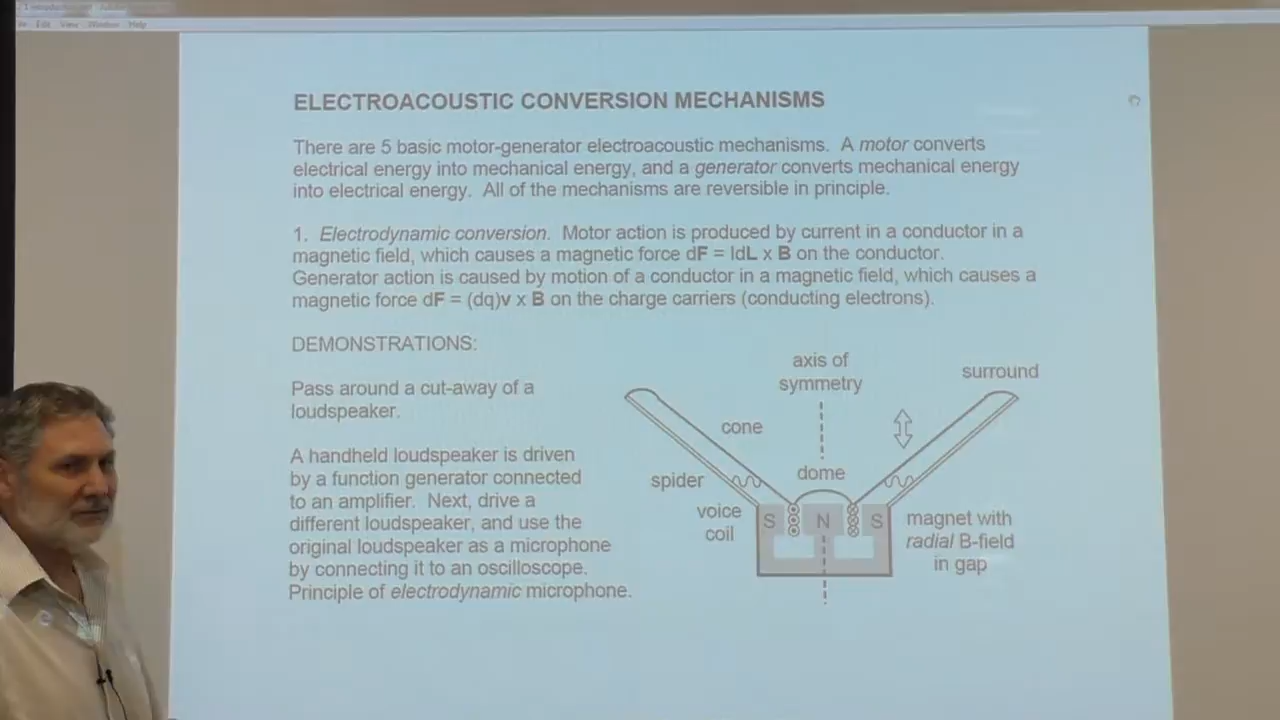 Edit View Window Help
ELECTROACOUSTIC CONVERSION MECHANISMS
There are 5 basic motor-generator electroacoustic mechanisms. A motor converts
electrical energy into mechanical energy, and a generator converts mechanical energy
into electrical energy. All of the mechanisms are reversible in principle.
1. Electrodynamic conversion. Motor action is produced by current in a conductor in a
magnetic field, which causes a magnetic force dF = IdL x B on the conductor.
Generator action is caused by motion of a conductor in a magnetic field, which causes a
magnetic force dF = (dq)v x B on the charge carriers (conducting electrons).
DEMONSTRATIONS:
Pass around a cut-away of a
loudspeaker.
A handheld loudspeaker is driven
by a function generator connected
to an amplifier. Next, drive a
different loudspeaker, and use the
original loudspeaker as a microphone
by connecting it to an oscilloscope.
Principle of electrodynamic microphone.
axis of
symmetry
surround
cone
dome
spider
voice
coil
S N S
magnet with
radial B-field
in gap